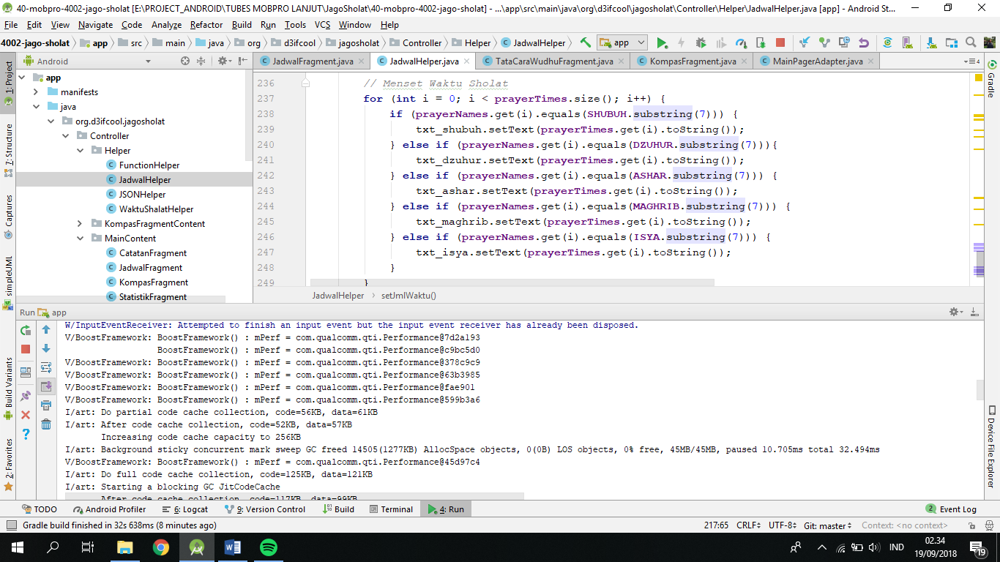 40-mobpro-4002-jago-sholat [E:\PROJECT_ANDROID\TUBES MOBPRO LANJUT\JagoSholat\40-mobpro-4002-jago-sholat] - ...\app\src\main\java\org\d3ifcool\jagosholat\Controller\Helper\JadwalHelper.java [app] - Android St...
File Edit View Navigate Code Analyze Refactor Build Run Tools VCS Window Help
4002-jago-sholat app src main java org d3ifcool jagosholat Controller Helper JadwalHelper app
1: Project
7: Structure
Captures
simpleUML
Build Variants
2: Favorites
Android
app
manifests
java
org.d3ifcool.jagosholat
Controller
Helper
FunctionHelper
JadwalHelper
JSONHelper
WaktuShalatHelper
KompasFragmentContent
MainContent
CatatanFragment
JadwalFragment
KompasFragment
StatistikFragment
JadwalFragment.java JadwalHelper.java TataCaraWudhuFragment.java KompasFragment.java MainPagerAdapter.java 4
236 // Menset Waktu Sholat
237 for (int i = 0; i < prayerTimes.size(); i++) {
238 if (prayerNames.get(i).equals(SHUBUH.substring(7))) {
239 txt_shubuh.setText(prayerTimes.get(i).toString());
240 } else if (prayerNames.get(i).equals(DZUHUR.substring(7))){
241 txt_dzuhur.setText(prayerTimes.get(i).toString());
242 } else if (prayerNames.get(i).equals(ASHAR.substring(7))) {
243 txt_ashar.setText(prayerTimes.get(i).toString());
244 } else if (prayerNames.get(i).equals(MAGHRIB.substring(7))) {
245 txt_maghrib.setText(prayerTimes.get(i).toString());
246 } else if (prayerNames.get(i).equals(ISYA.substring(7))) {
247 txt_isya.setText(prayerTimes.get(i).toString());
248 }
249 }
JadwalHelper setJmlWaktu()
Gradle
Device File Explorer
Run app
W/InputEventReceiver: Attempted to finish an input event but the input event receiver has already been disposed.
V/BoostFramework: BoostFramework() : mPerf = com.qualcomm.qti.Performance@7d2a193
BoostFramework() : mPerf = com.qualcomm.qti.Performance@c9bc5d0
V/BoostFramework: BoostFramework() : mPerf = com.qualcomm.qti.Performance@378c9c9
V/BoostFramework: BoostFramework() : mPerf = com.qualcomm.qti.Performance@63b3985
V/BoostFramework: BoostFramework() : mPerf = com.qualcomm.qti.Performance@fae901
V/BoostFramework: BoostFramework() : mPerf = com.qualcomm.qti.Performance@599b3a6
I/art: Do partial code cache collection, code=56KB, data=61KB
I/art: After code cache collection, code=52KB, data=57KB
Increasing code cache capacity to 256KB
I/art: Background sticky concurrent mark sweep GC freed 14505(1277KB) AllocSpace objects, 0(0B) LOS objects, 0% free, 45MB/45MB, paused 10.705ms total 32.494ms
V/BoostFramework: BoostFramework() : mPerf = com.qualcomm.qti.Performance@45d97c4
I/art: Do full code cache collection, code=125KB, data=121KB
I/art: Starting a blocking GC JitCodeCache
After code cache collection, code=117KB, data=99KB
TODO Android Profiler 6: Logcat 9: Version Control Build Terminal 4: Run 2 Event Log
Gradle build finished in 32s 638ms (8 minutes ago) 217:65 CRLF UTF-8 Git: master Context: <no context>
IND
02.34
19/09/2018
19